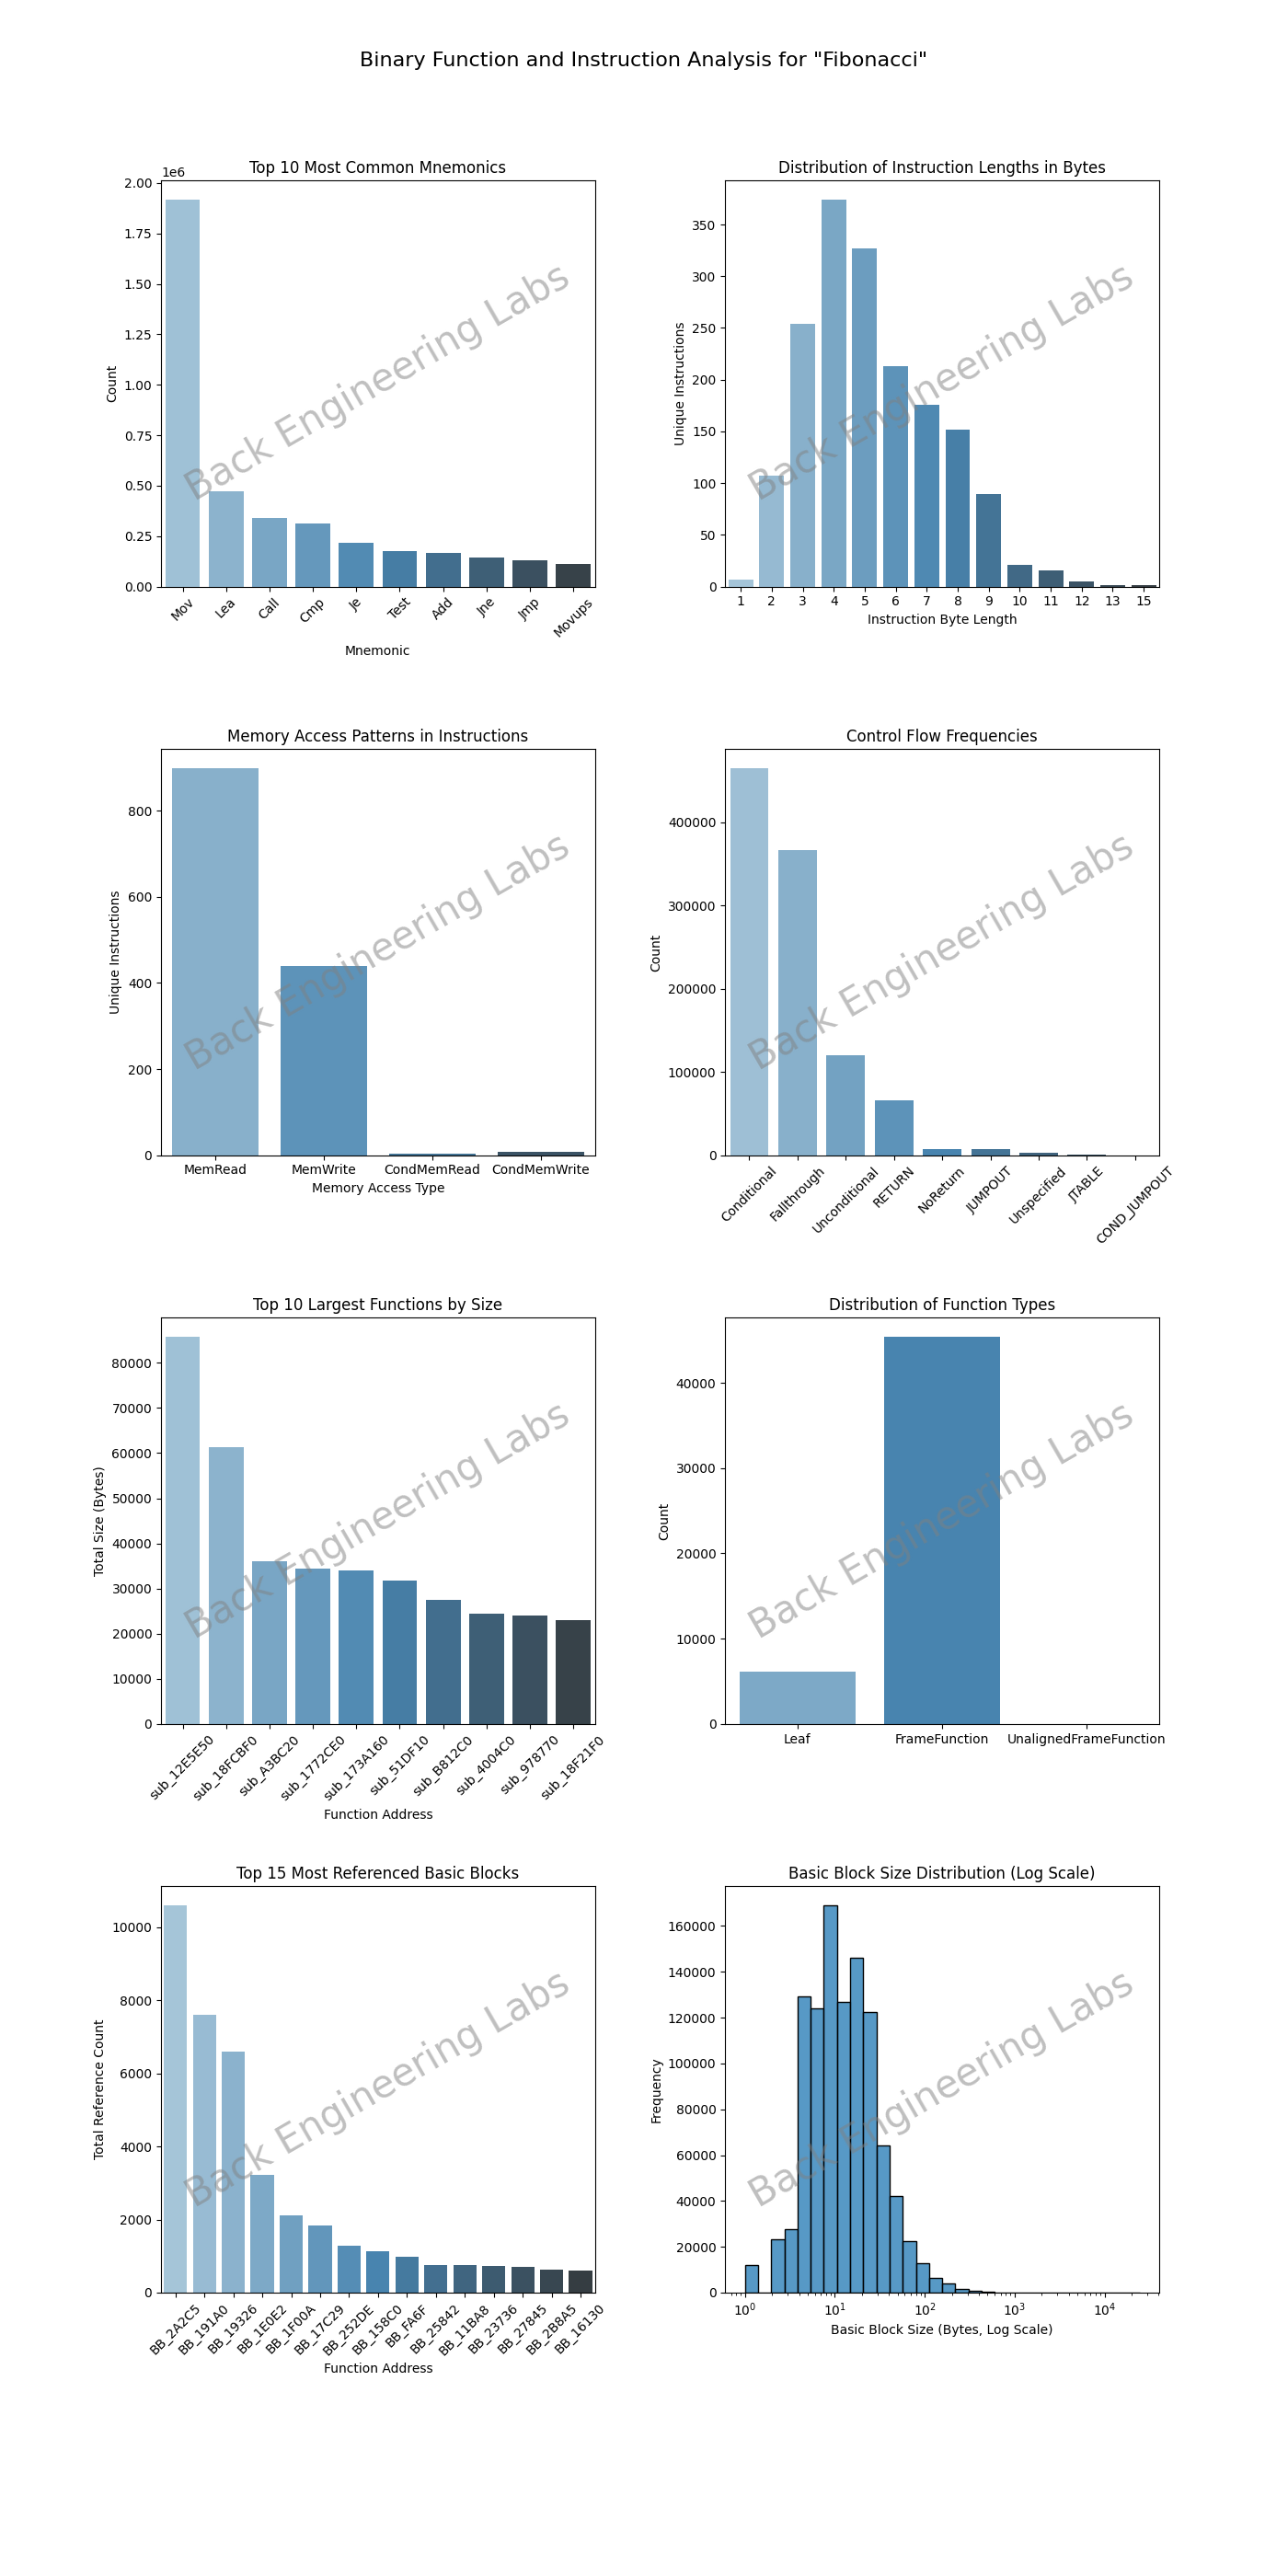 Binary Function and Instruction Analysis for "Fibonacci"
Top 10 Most Common Mnemonics
1e6
2.00
1.75
1.50
1.25
1.00
0.75
0.50
0.25
0.00
Count
Mov Lea Call Cmp Je Test Add Jne Jmp Movups
Mnemonic
Back Engineering Labs
Distribution of Instruction Lengths in Bytes
350
300
250
200
150
100
50
0
Unique Instructions
1 2 3 4 5 6 7 8 9 10 11 12 13 15
Instruction Byte Length
Back Engineering Labs
Memory Access Patterns in Instructions
800
600
400
200
0
Unique Instructions
MemRead MemWrite CondMemRead CondMemWrite
Memory Access Type
Back Engineering Labs
Control Flow Frequencies
400000
300000
200000
100000
0
Count
Conditional Fallthrough Unconditional RETURN NoReturn JUMPOUT Unspecified JTABLE COND_JUMPOUT
Back Engineering Labs
Top 10 Largest Functions by Size
80000
70000
60000
50000
40000
30000
20000
10000
0
Total Size (Bytes)
sub_12E5E50 sub_18FCBF0 sub_A3BC20 sub_1772CE0 sub_173A160 sub_51DF10 sub_B812C0 sub_4004C0 sub_978770 sub_18F21F0
Function Address
Back Engineering Labs
Distribution of Function Types
40000
30000
20000
10000
0
Count
Leaf FrameFunction UnalignedFrameFunction
Back Engineering Labs
Top 15 Most Referenced Basic Blocks
10000
8000
6000
4000
2000
0
Total Reference Count
BB_2A2C5 BB_191A0 BB_19326 BB_1E0E2 BB_1F00A BB_17C29 BB_252DE BB_158C0 BB_FA6F BB_25842 BB_11BA8 BB_23736 BB_27845 BB_2B8A5 BB_16130
Function Address
Back Engineering Labs
Basic Block Size Distribution (Log Scale)
160000
140000
120000
100000
80000
60000
40000
20000
0
Frequency
10⁰ 10¹ 10² 10³ 10⁴
Basic Block Size (Bytes, Log Scale)
Back Engineering Labs